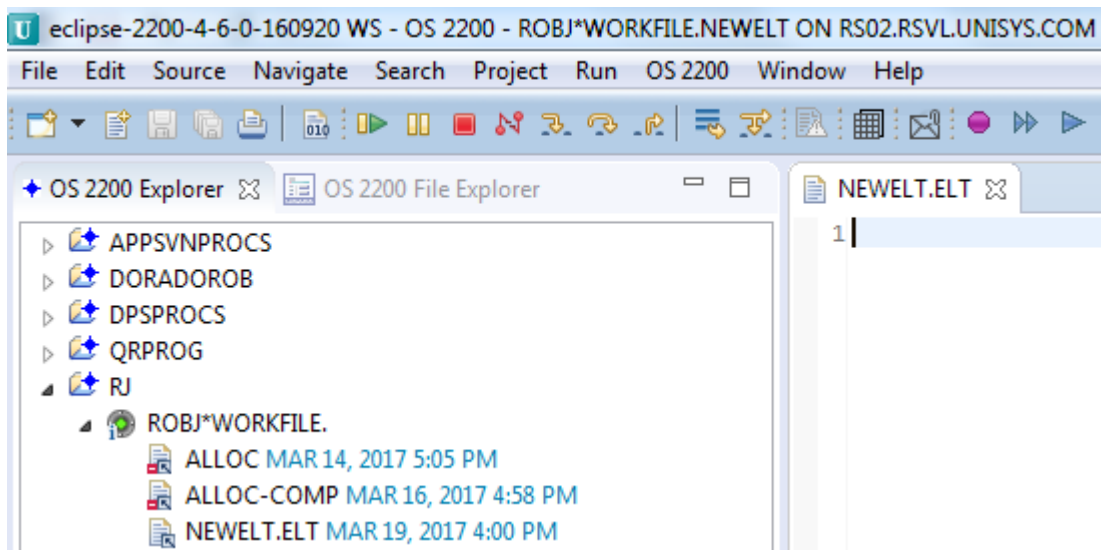 eclipse-2200-4-6-0-160920 WS - OS 2200 - ROBJ*WORKFILE.NEWELT ON RS02.RSVL.UNISYS.COM
File Edit Source Navigate Search Project Run OS 2200 Window Help
010
OS 2200 Explorer OS 2200 File Explorer NEWELT.ELT
1
APPSVNPROCS
DORADOROB
DPSPROCS
QRPROG
RJ
ROBJ*WORKFILE.
ALLOC MAR 14, 2017 5:05 PM
ALLOC-COMP MAR 16, 2017 4:58 PM
NEWELT.ELT MAR 19, 2017 4:00 PM